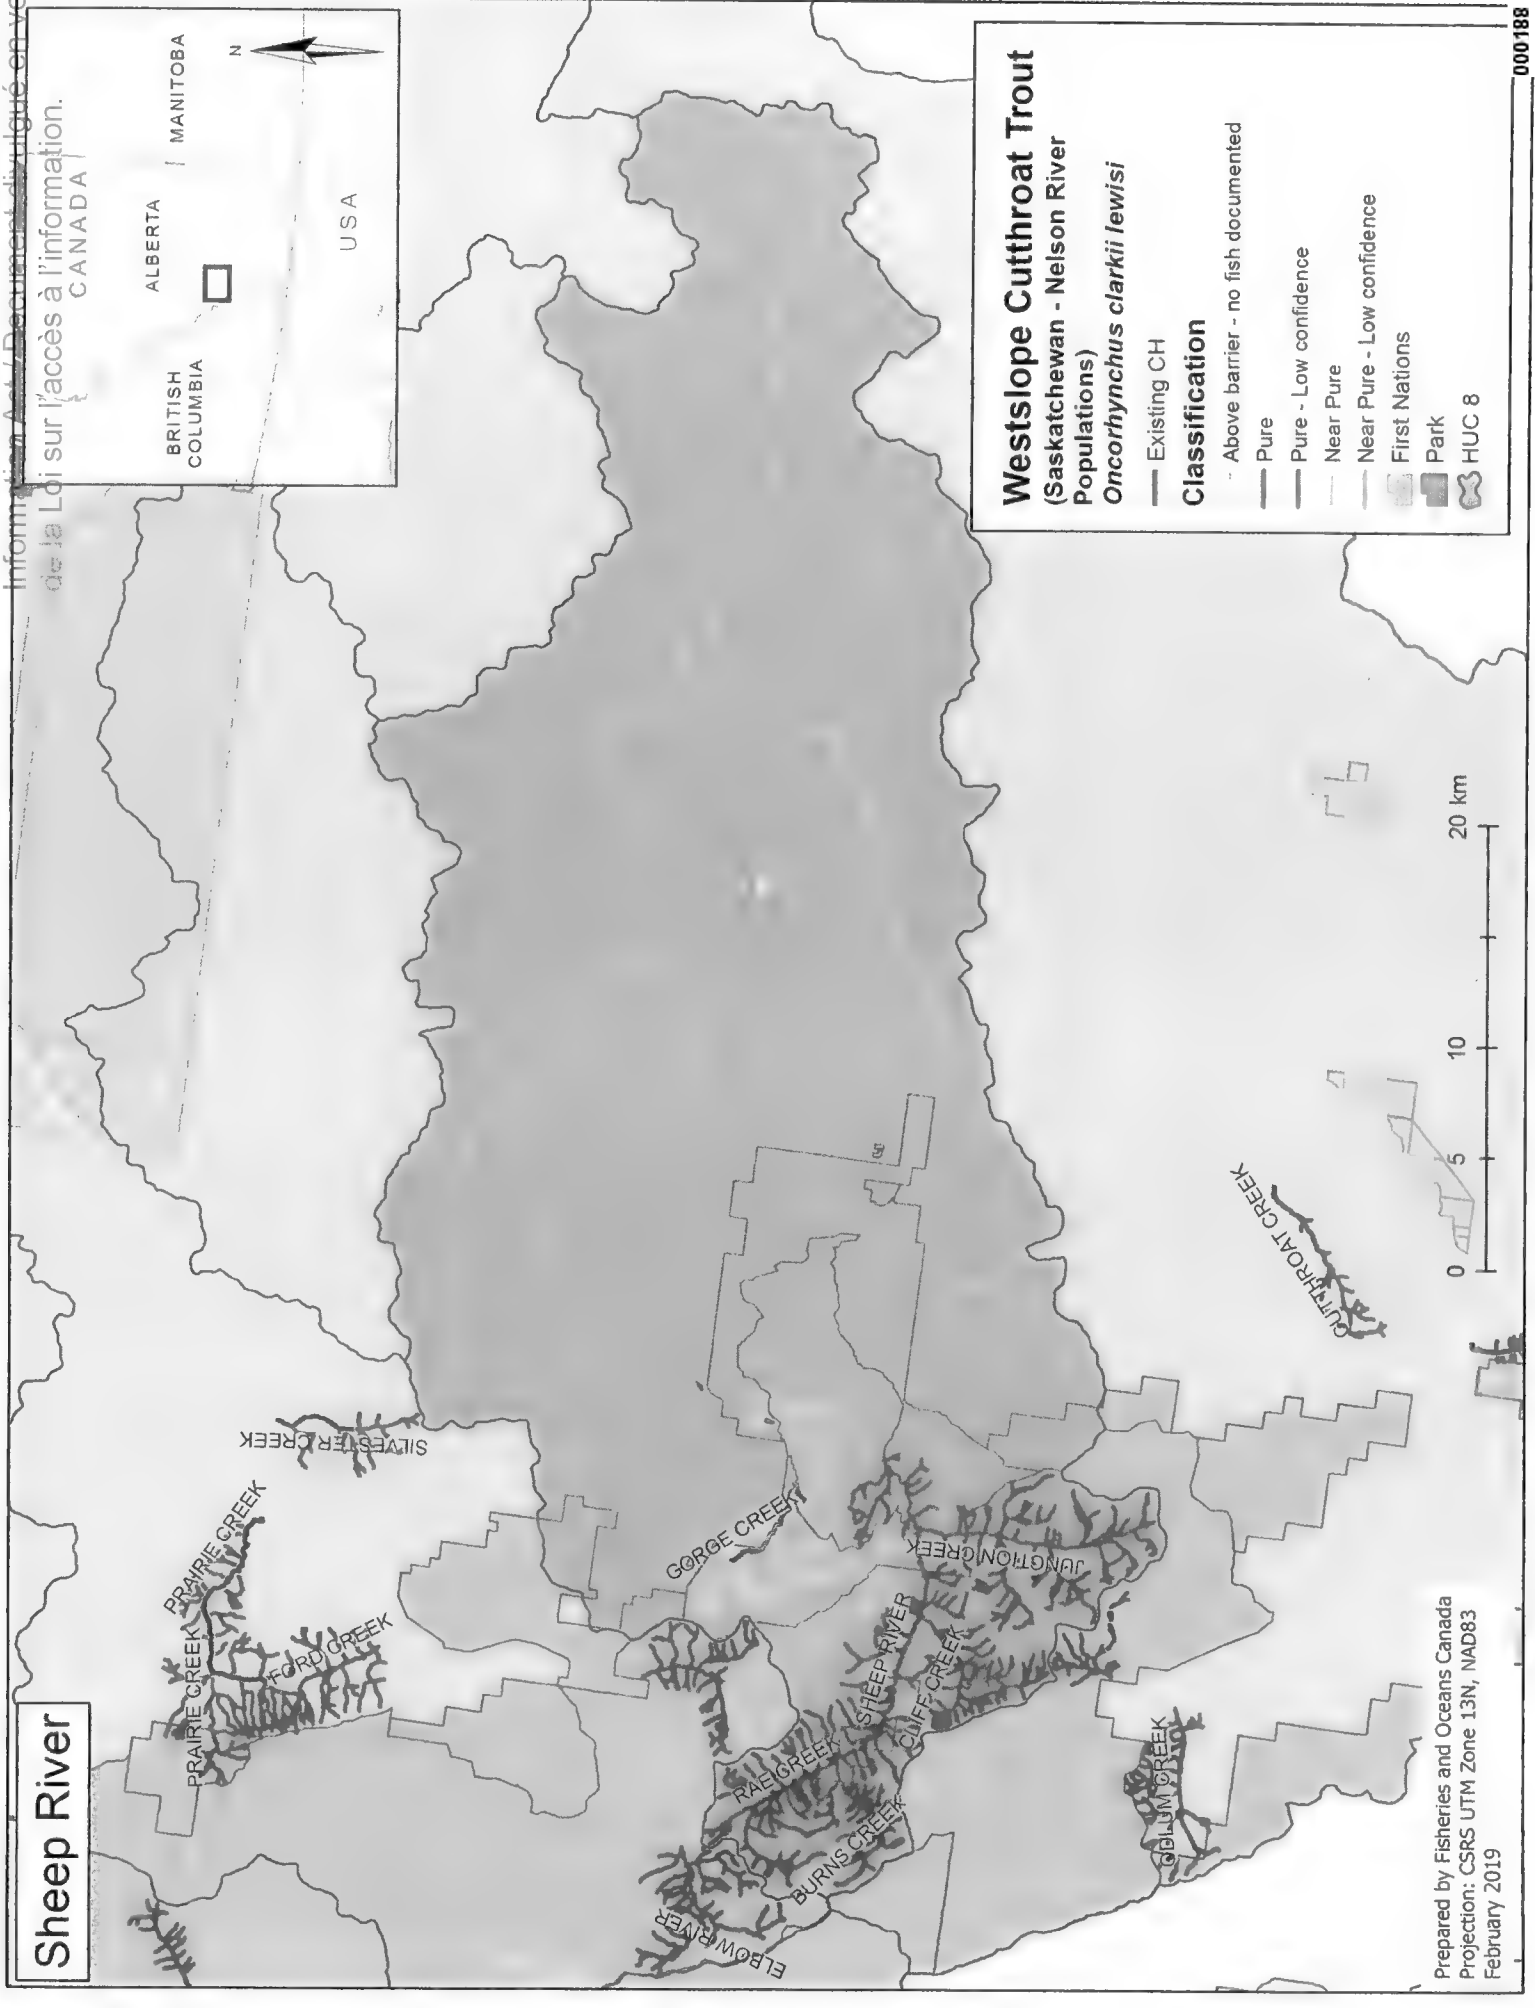 Sheep River
de la Loi sur l'accès à l'information.
CANADA
ALBERTA
MANITOBA
BRITISH
COLUMBIA
USA
N
PRAIRIE CREEK
PRAIRIE CREEK
FORD CREEK
SILVESTER CREEK
GORGE CREEK
ELBOW RIVER
RAE CREEK
BURNS CREEK
SHEEP RIVER
CLIFF CREEK
JUNCTION CREEK
ODLUM CREEK
CUTTHROAT CREEK
Westslope Cutthroat Trout
(Saskatchewan - Nelson River
Populations)
Oncorhynchus clarkii lewisi
Existing CH
Classification
Above barrier - no fish documented
Pure
Pure - Low confidence
Near Pure
Near Pure - Low confidence
First Nations
Park
HUC 8
0 5 10 20 km
Prepared by Fisheries and Oceans Canada
Projection: CSRS UTM Zone 13N, NAD83
February 2019
000188